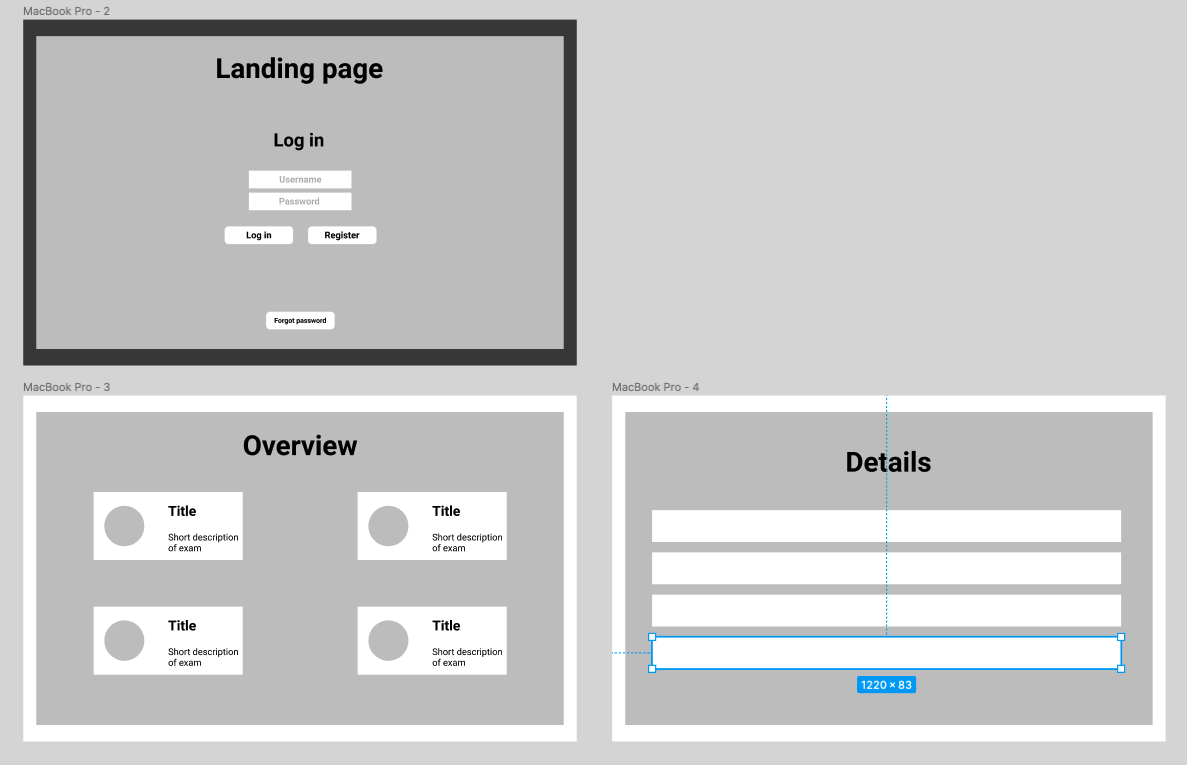 MacBook Pro - 2
Landing page
Log in
Username
Password
Log in
Register
Forgot password
MacBook Pro - 3
Overview
Title
Short description
of exam
Title
Short description
of exam
Title
Short description
of exam
Title
Short description
of exam
MacBook Pro - 4
Details
1220 × 83